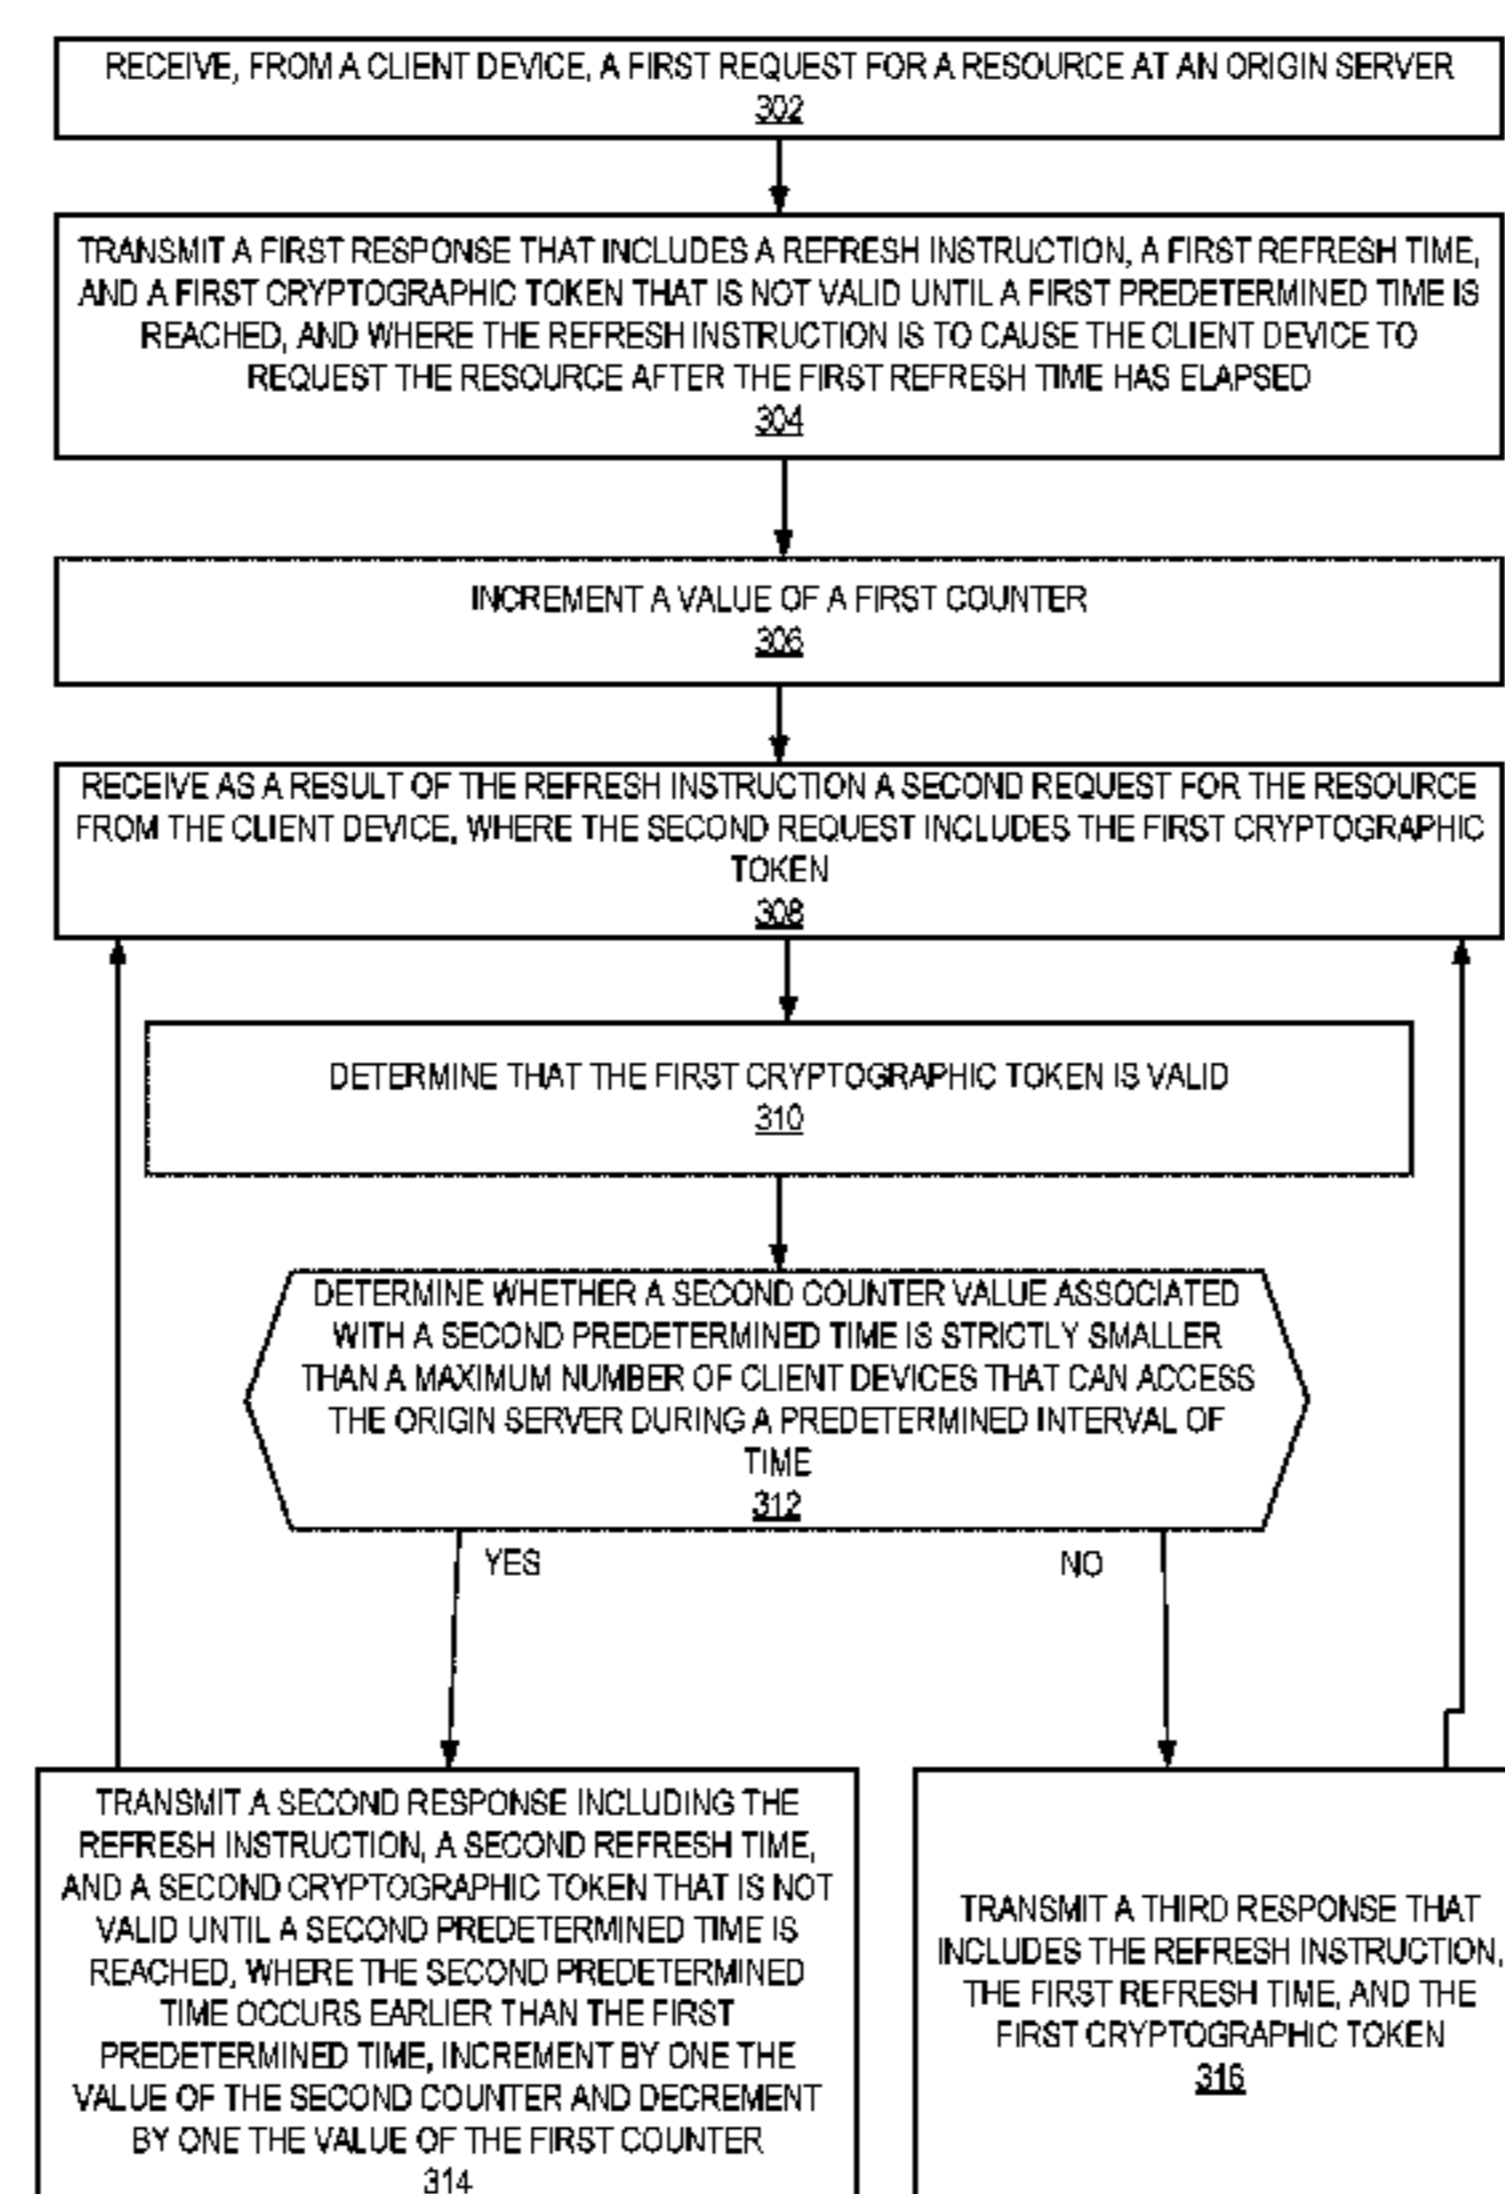 RECEIVE, FROM A CLIENT DEVICE, A FIRST REQUEST FOR A RESOURCE AT AN ORIGIN SERVER
302
TRANSMIT A FIRST RESPONSE THAT INCLUDES A REFRESH INSTRUCTION, A FIRST REFRESH TIME,
AND A FIRST CRYPTOGRAPHIC TOKEN THAT IS NOT VALID UNTIL A FIRST PREDETERMINED TIME IS
REACHED, AND WHERE THE REFRESH INSTRUCTION IS TO CAUSE THE CLIENT DEVICE TO
REQUEST THE RESOURCE AFTER THE FIRST REFRESH TIME HAS ELAPSED
304
INCREMENT A VALUE OF A FIRST COUNTER
306
RECEIVE AS A RESULT OF THE REFRESH INSTRUCTION A SECOND REQUEST FOR THE RESOURCE
FROM THE CLIENT DEVICE, WHERE THE SECOND REQUEST INCLUDES THE FIRST CRYPTOGRAPHIC
TOKEN
308
DETERMINE THAT THE FIRST CRYPTOGRAPHIC TOKEN IS VALID
310
DETERMINE WHETHER A SECOND COUNTER VALUE ASSOCIATED
WITH A SECOND PREDETERMINED TIME IS STRICTLY SMALLER
THAN A MAXIMUM NUMBER OF CLIENT DEVICES THAT CAN ACCESS
THE ORIGIN SERVER DURING A PREDETERMINED INTERVAL OF
TIME
312
YES
NO
TRANSMIT A SECOND RESPONSE INCLUDING THE
REFRESH INSTRUCTION, A SECOND REFRESH TIME,
AND A SECOND CRYPTOGRAPHIC TOKEN THAT IS NOT
VALID UNTIL A SECOND PREDETERMINED TIME IS
REACHED, WHERE THE SECOND PREDETERMINED
TIME OCCURS EARLIER THAN THE FIRST
PREDETERMINED TIME, INCREMENT BY ONE THE
VALUE OF THE SECOND COUNTER AND DECREMENT
BY ONE THE VALUE OF THE FIRST COUNTER
314
TRANSMIT A THIRD RESPONSE THAT
INCLUDES THE REFRESH INSTRUCTION,
THE FIRST REFRESH TIME, AND THE
FIRST CRYPTOGRAPHIC TOKEN
316